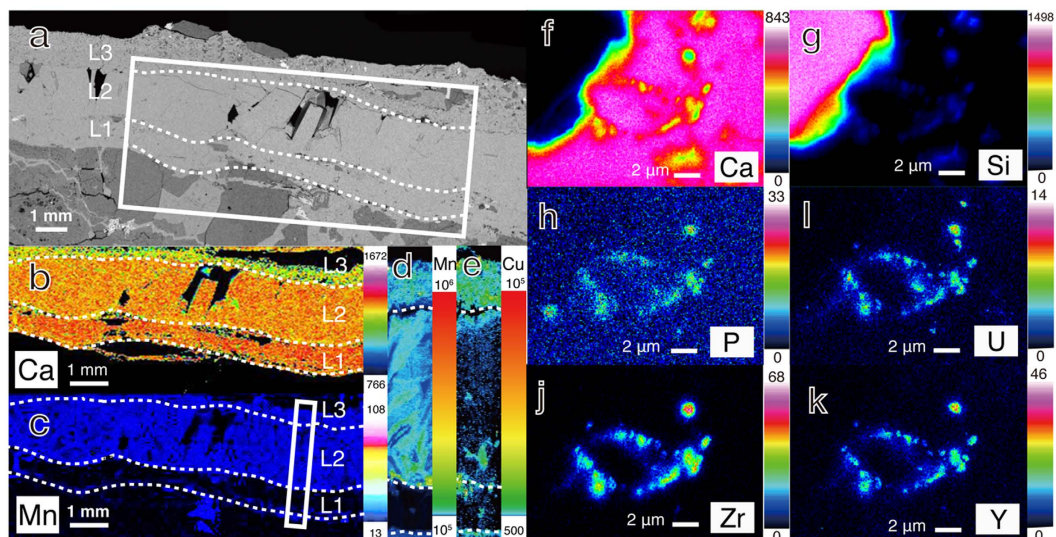 a
L3
L2
L1
1 mm
b
L3
L2
L1
Ca
1 mm
1672
766
c
L3
L2
L1
Mn
1 mm
108
13
d
Mn
10⁶
10⁵
e
Cu
10⁵
500
f
2 µm
Ca
843
0
g
2 µm
Si
1498
0
h
2 µm
P
33
0
l
2 µm
U
14
0
j
2 µm
Zr
68
0
k
2 µm
Y
46
0